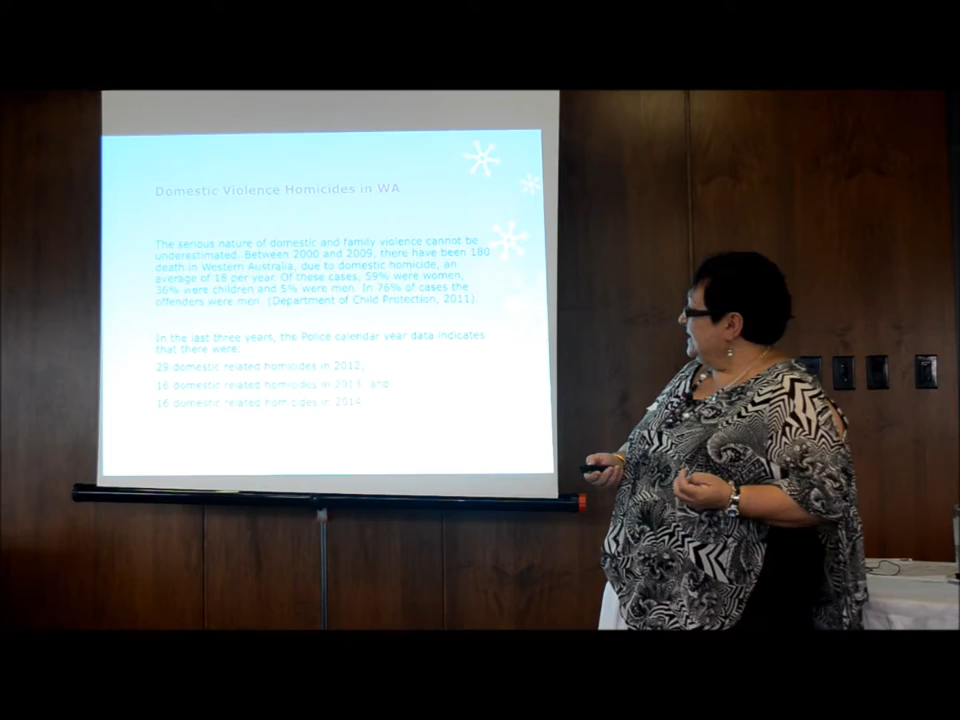 Domestic Violence Homicides in WA
The serious nature of domestic and family violence cannot be
underestimated. Between 2000 and 2009, there have been 180
death in Western Australia, due to domestic homicide, an
average of 18 per year. Of these cases, 59% were women,
36% were children and 5% were men. In 76% of cases the
offenders were men. (Department of Child Protection, 2011).
In the last three years, the Police calendar year data indicates
that there were:
29 domestic related homicides in 2012,
16 domestic related homicides in 2013, and
16 domestic related homicides in 2014